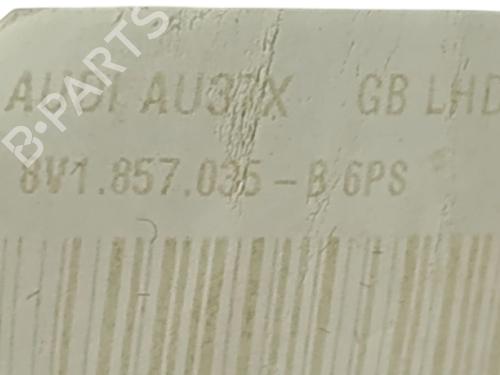 B-PARTS
AUDI AU37X GB LHD
8V1.857.035-B 6PS